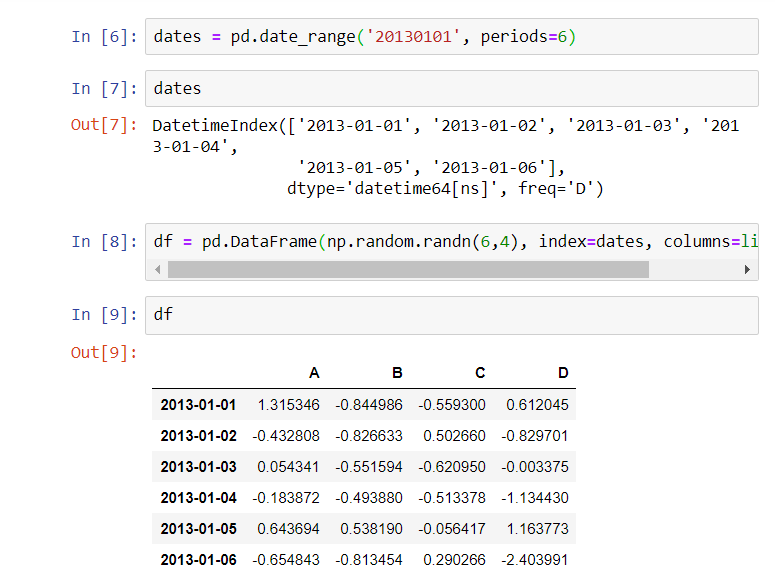 In [6]: dates = pd.date_range('20130101', periods=6)
In [7]: dates
Out[7]: DatetimeIndex(['2013-01-01', '2013-01-02', '2013-01-03', '201
3-01-04',
'2013-01-05', '2013-01-06'],
dtype='datetime64[ns]', freq='D')
In [8]: df = pd.DataFrame(np.random.randn(6,4), index=dates, columns=li
In [9]: df
Out[9]:
A B C D
2013-01-01 1.315346 -0.844986 -0.559300 0.612045
2013-01-02 -0.432808 -0.826633 0.502660 -0.829701
2013-01-03 0.054341 -0.551594 -0.620950 -0.003375
2013-01-04 -0.183872 -0.493880 -0.513378 -1.134430
2013-01-05 0.643694 0.538190 -0.056417 1.163773
2013-01-06 -0.654843 -0.813454 0.290266 -2.403991